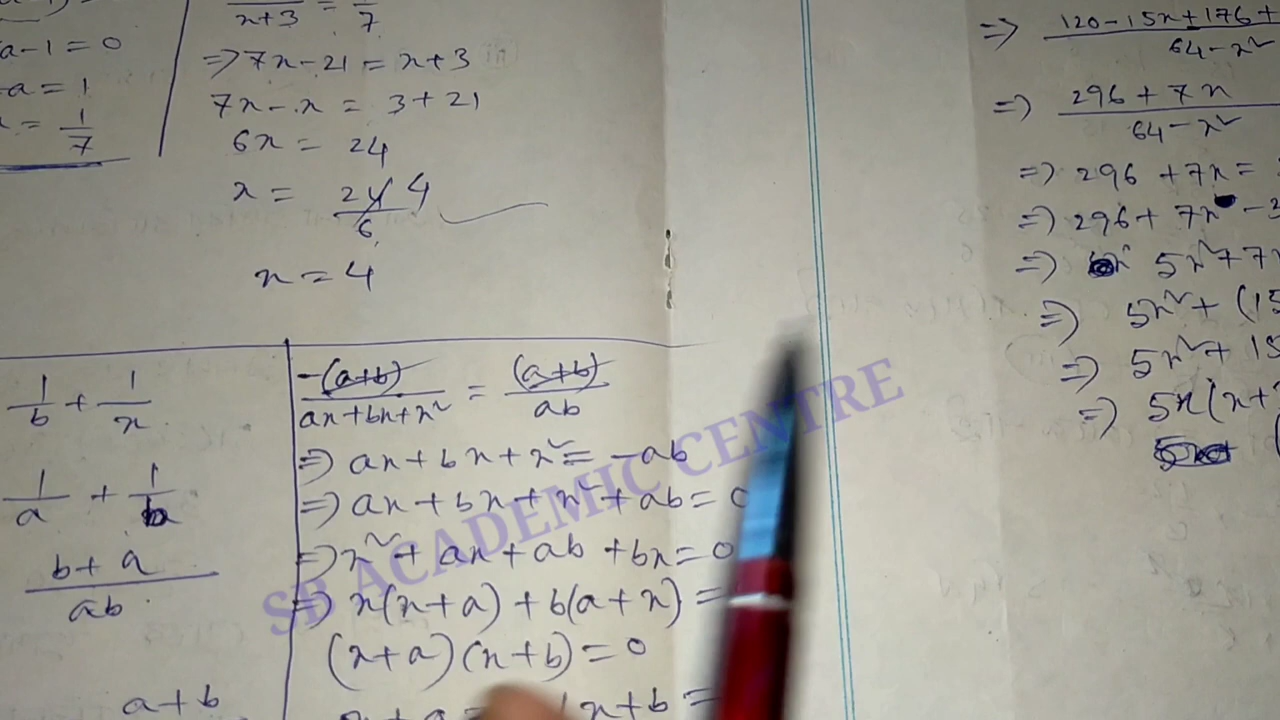 a-1 = 0
a = 1
= 1/7
/ x+3 = / 7
=> 7x - 21 = x + 3
7x - x = 3 + 21
6x = 24
x = 24/6 4
x = 4
1/b + 1/x
1/a + 1/b
b + a / ab
a + b
-(a+b) / ax+bx+x² = (a+b) / ab
=> ax + bx + x² = -ab
=> ax + bx + x² + ab = 0
=> x² + ax + ab + bx = 0
=> x(x+a) + b(a+x) =
(x+a)(x+b) = 0
x + a = x + b =
=> 120 - 15x + 176 + / 64 - x²
=> 296 + 7x / 64 - x²
=> 296 + 7x =
=> 296 + 7x -
=> 5x² + 7x
=> 5x² + (15
=> 5x² + 15
=> 5x(x+
SB ACADEMIC CENTRE